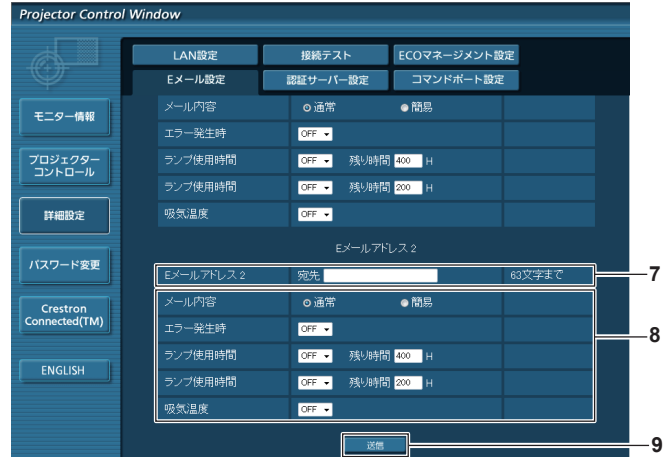 Projector Control Window
LAN設定 接続テスト ECOマネージメント設定
Eメール設定 認証サーバー設定 コマンドポート設定
モニター情報
プロジェクター
コントロール
詳細設定
パスワード変更
Crestron
Connected(TM)
ENGLISH
メール内容 通常 簡易
エラー発生時 OFF
ランプ使用時間 OFF 残り時間 400 H
ランプ使用時間 OFF 残り時間 200 H
吸気温度 OFF
Eメールアドレス 2
Eメールアドレス 2 宛先 63文字まで 7
メール内容 通常 簡易
8
エラー発生時 OFF
ランプ使用時間 OFF 残り時間 400 H
ランプ使用時間 OFF 残り時間 200 H
吸気温度 OFF
送信 9